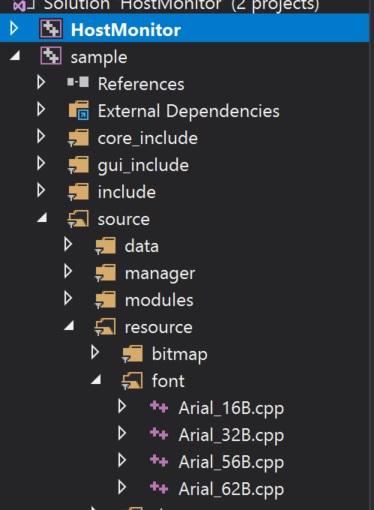 Solution 'HostMonitor' (2 projects)
HostMonitor
sample
References
External Dependencies
core_include
gui_include
include
source
data
manager
modules
resource
bitmap
font
Arial_16B.cpp
Arial_32B.cpp
Arial_56B.cpp
Arial_62B.cpp